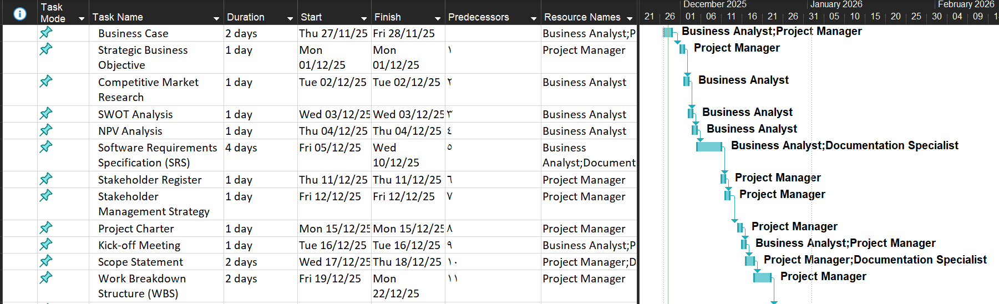 Task Mode Task Name Duration Start Finish Predecessors Resource Names
December 2025 January 2026 February 2026
21 26 01 06 11 16 21 26 31 05 10 15 20 25 30 04 09
Business Case 2 days Thu 27/11/25 Fri 28/11/25 Business Analyst;P
Business Analyst;Project Manager
Strategic Business Objective 1 day Mon 01/12/25 Mon 01/12/25 ١ Project Manager
Project Manager
Competitive Market Research 1 day Tue 02/12/25 Tue 02/12/25 ٢ Business Analyst
Business Analyst
SWOT Analysis 1 day Wed 03/12/25 Wed 03/12/25 ٣ Business Analyst
Business Analyst
NPV Analysis 1 day Thu 04/12/25 Thu 04/12/25 ٤ Business Analyst
Business Analyst
Software Requirements Specification (SRS) 4 days Fri 05/12/25 Wed 10/12/25 ٥ Business Analyst;Document
Business Analyst;Documentation Specialist
Stakeholder Register 1 day Thu 11/12/25 Thu 11/12/25 ٦ Project Manager
Project Manager
Stakeholder Management Strategy 1 day Fri 12/12/25 Fri 12/12/25 ٧ Project Manager
Project Manager
Project Charter 1 day Mon 15/12/25 Mon 15/12/25 ٨ Project Manager
Project Manager
Kick-off Meeting 1 day Tue 16/12/25 Tue 16/12/25 ٩ Business Analyst;P
Business Analyst;Project Manager
Scope Statement 2 days Wed 17/12/25 Thu 18/12/25 ١٠ Project Manager;D
Project Manager;Documentation Specialist
Work Breakdown Structure (WBS) 2 days Fri 19/12/25 Mon 22/12/25 ١١ Project Manager
Project Manager